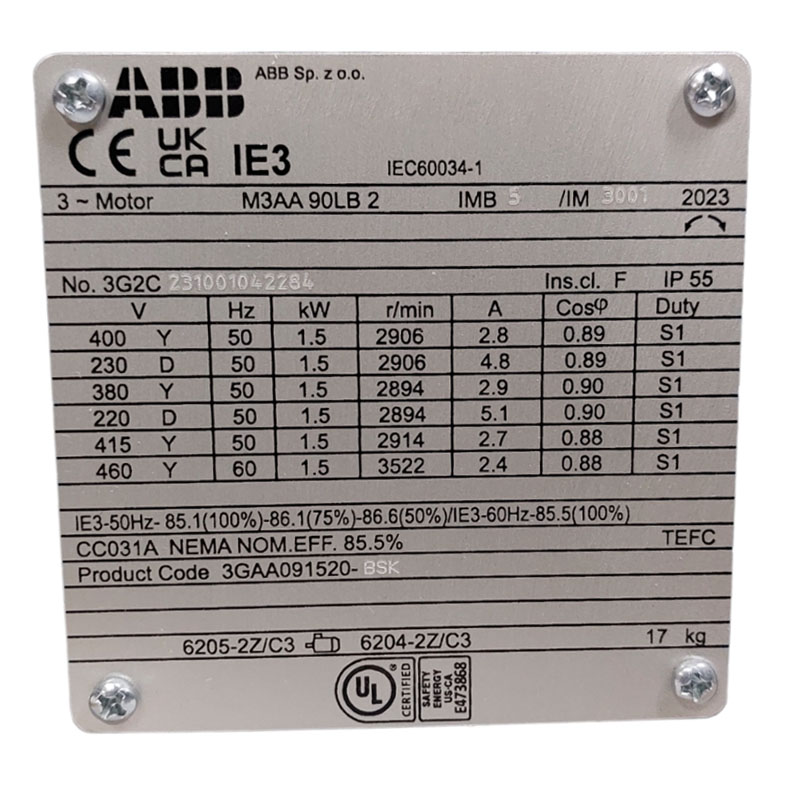 ABB ABB Sp. z o.o.
CE UK CA IE3 IEC60034-1
3 ~ Motor M3AA 90LB 2 IMB 5 /IM 3001 2023
No. 3G2C 231001042284 Ins.cl. F IP 55
V Hz kW r/min A Cosφ Duty
400 Y 50 1.5 2906 2.8 0.89 S1
230 D 50 1.5 2906 4.8 0.89 S1
380 Y 50 1.5 2894 2.9 0.90 S1
220 D 50 1.5 2894 5.1 0.90 S1
415 Y 50 1.5 2914 2.7 0.88 S1
460 Y 60 1.5 3522 2.4 0.88 S1
IE3-50Hz- 85.1(100%)-86.1(75%)-86.6(50%)/IE3-60Hz-85.5(100%)
CC031A NEMA NOM.EFF. 85.5% TEFC
Product Code 3GAA091520-BSK
6205-2Z/C3 6204-2Z/C3 17 kg
UL CERTIFIED
SAFETY
ENERGY
US-CA
E473868